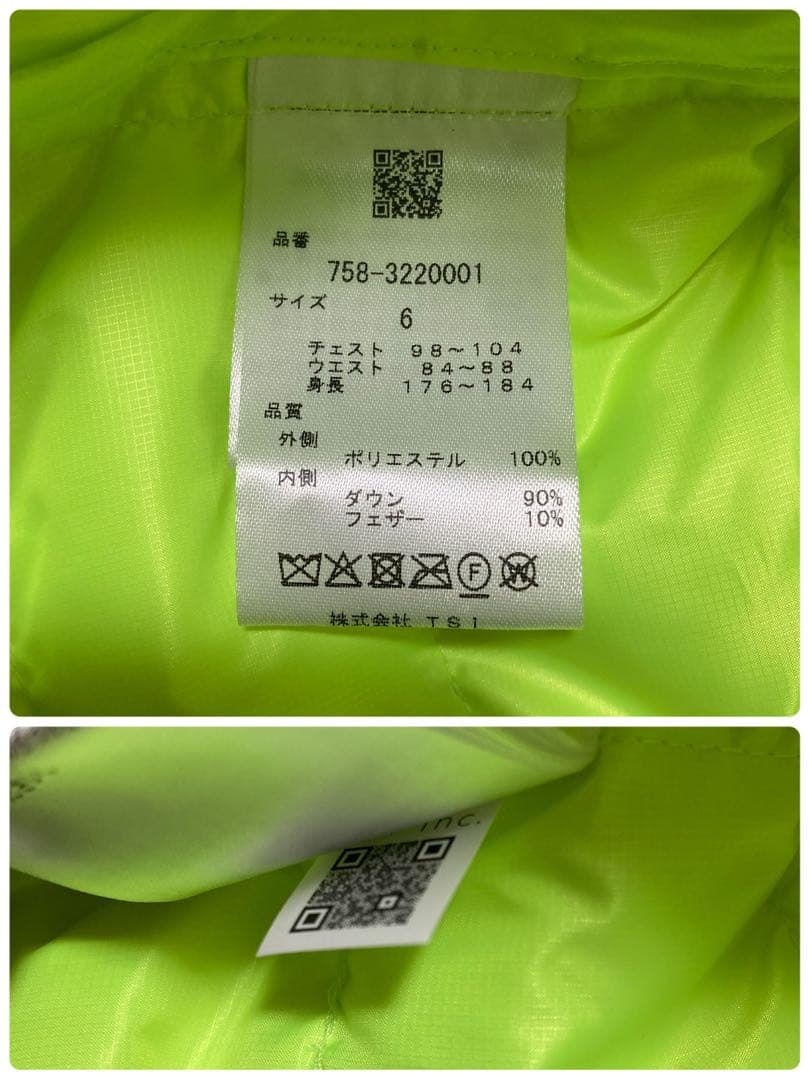 品番
758-3220001
サイズ
6
チェスト 98～104
ウエスト 84～88
身長 176～184
品質
外側
ポリエステル 100%
内側
ダウン 90%
フェザー 10%
F W
株式会社 TSI
Inc.